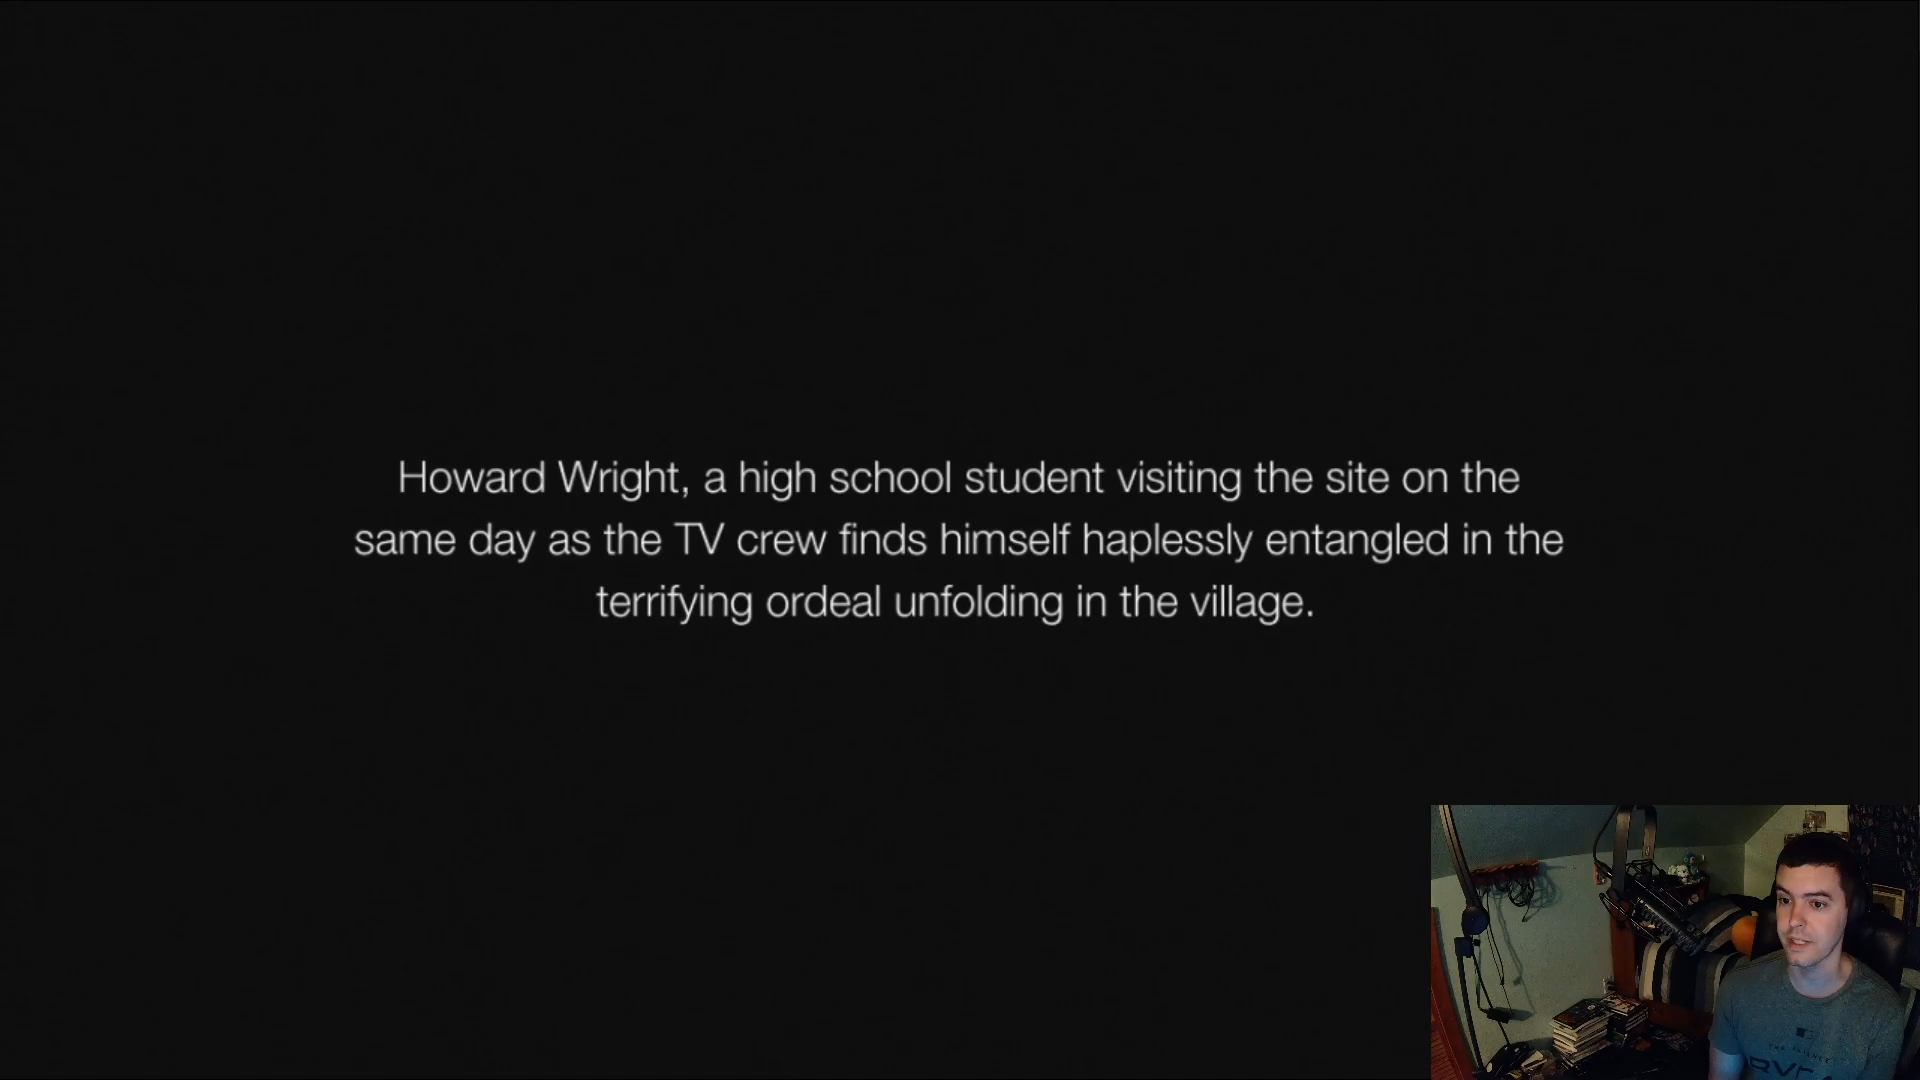 Howard Wright, a high school student visiting the site on the
same day as the TV crew finds himself haplessly entangled in the
terrifying ordeal unfolding in the village.
RVCA